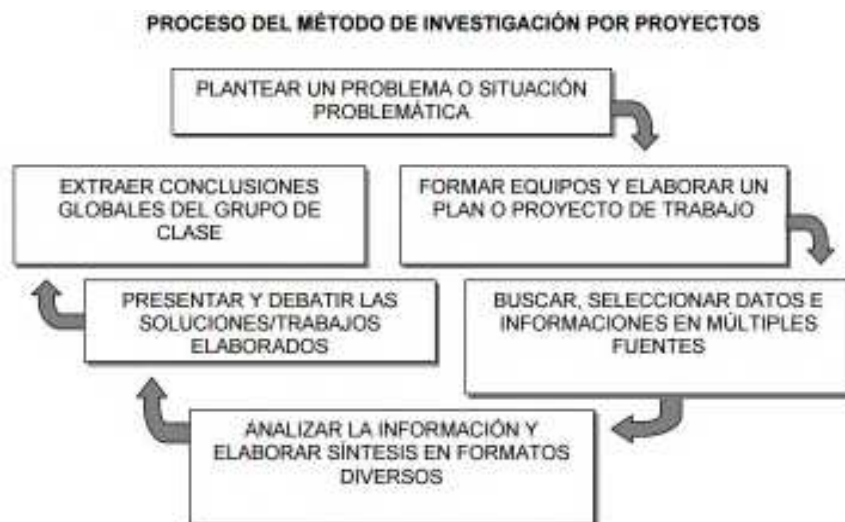 PROCESO DEL MÉTODO DE INVESTIGACIÓN POR PROYECTOS
PLANTEAR UN PROBLEMA O SITUACIÓN
PROBLEMÁTICA
FORMAR EQUIPOS Y ELABORAR UN
PLAN O PROYECTO DE TRABAJO
BUSCAR, SELECCIONAR DATOS E
INFORMACIONES EN MÚLTIPLES
FUENTES
ANALIZAR LA INFORMACIÓN Y
ELABORAR SÍNTESIS EN FORMATOS
DIVERSOS
PRESENTAR Y DEBATIR LAS
SOLUCIONES/TRABAJOS
ELABORADOS
EXTRAER CONCLUSIONES
GLOBALES DEL GRUPO DE
CLASE